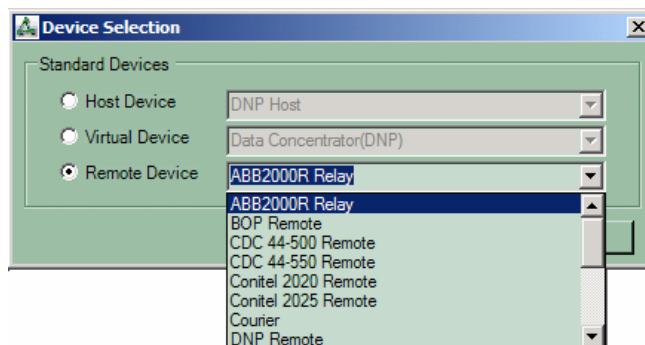 Device Selection
Standard Devices
Host Device DNP Host
Virtual Device Data Concentrator(DNP)
Remote Device ABB2000R Relay
ABB2000R Relay
BOP Remote
CDC 44-500 Remote
CDC 44-550 Remote
Conitel 2020 Remote
Conitel 2025 Remote
Courier
DNP Remote